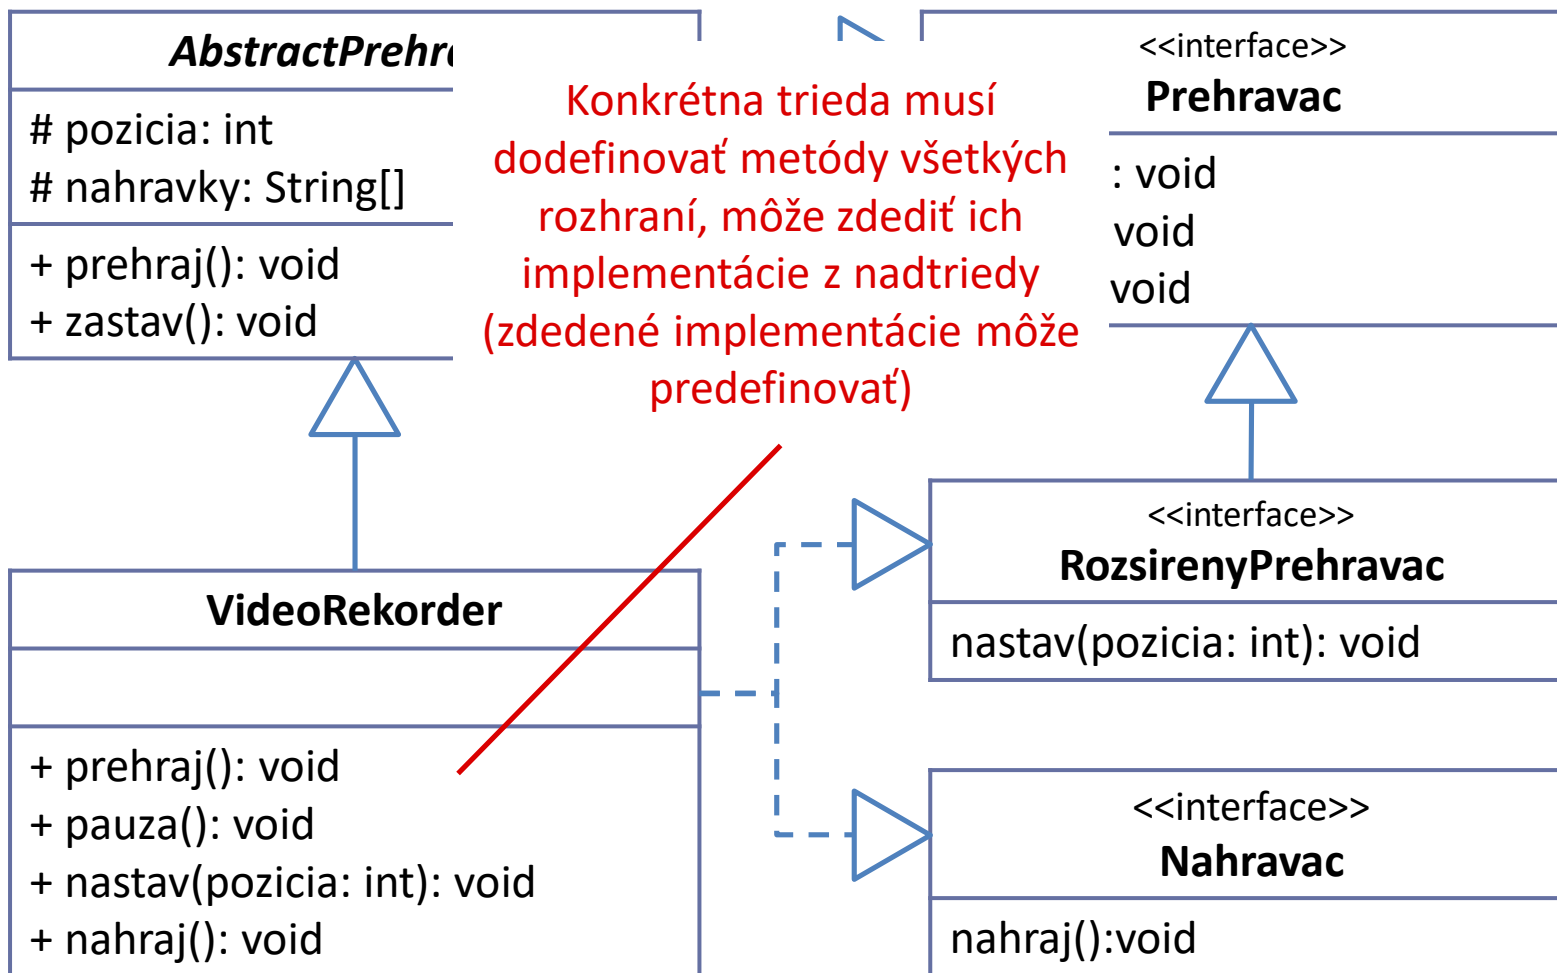 # pozicia: int
# nahravky: String[]
+ prehraj(): void
+ zastav(): void
Konkrétna trieda musí
dodefinovať metódy všetkých
rozhraní, môže zdediť ich
implementácie z nadtriedy
(zdedené implementácie môže
predefinovať)
<<interface>>
Prehravac
: void
void
void
VideoRekorder
+ prehraj(): void
+ pauza(): void
+ nastav(pozicia: int): void
+ nahraj(): void
<<interface>>
RozsirenyPrehravac
nastav(pozicia: int): void
<<interface>>
Nahravac
nahraj():void